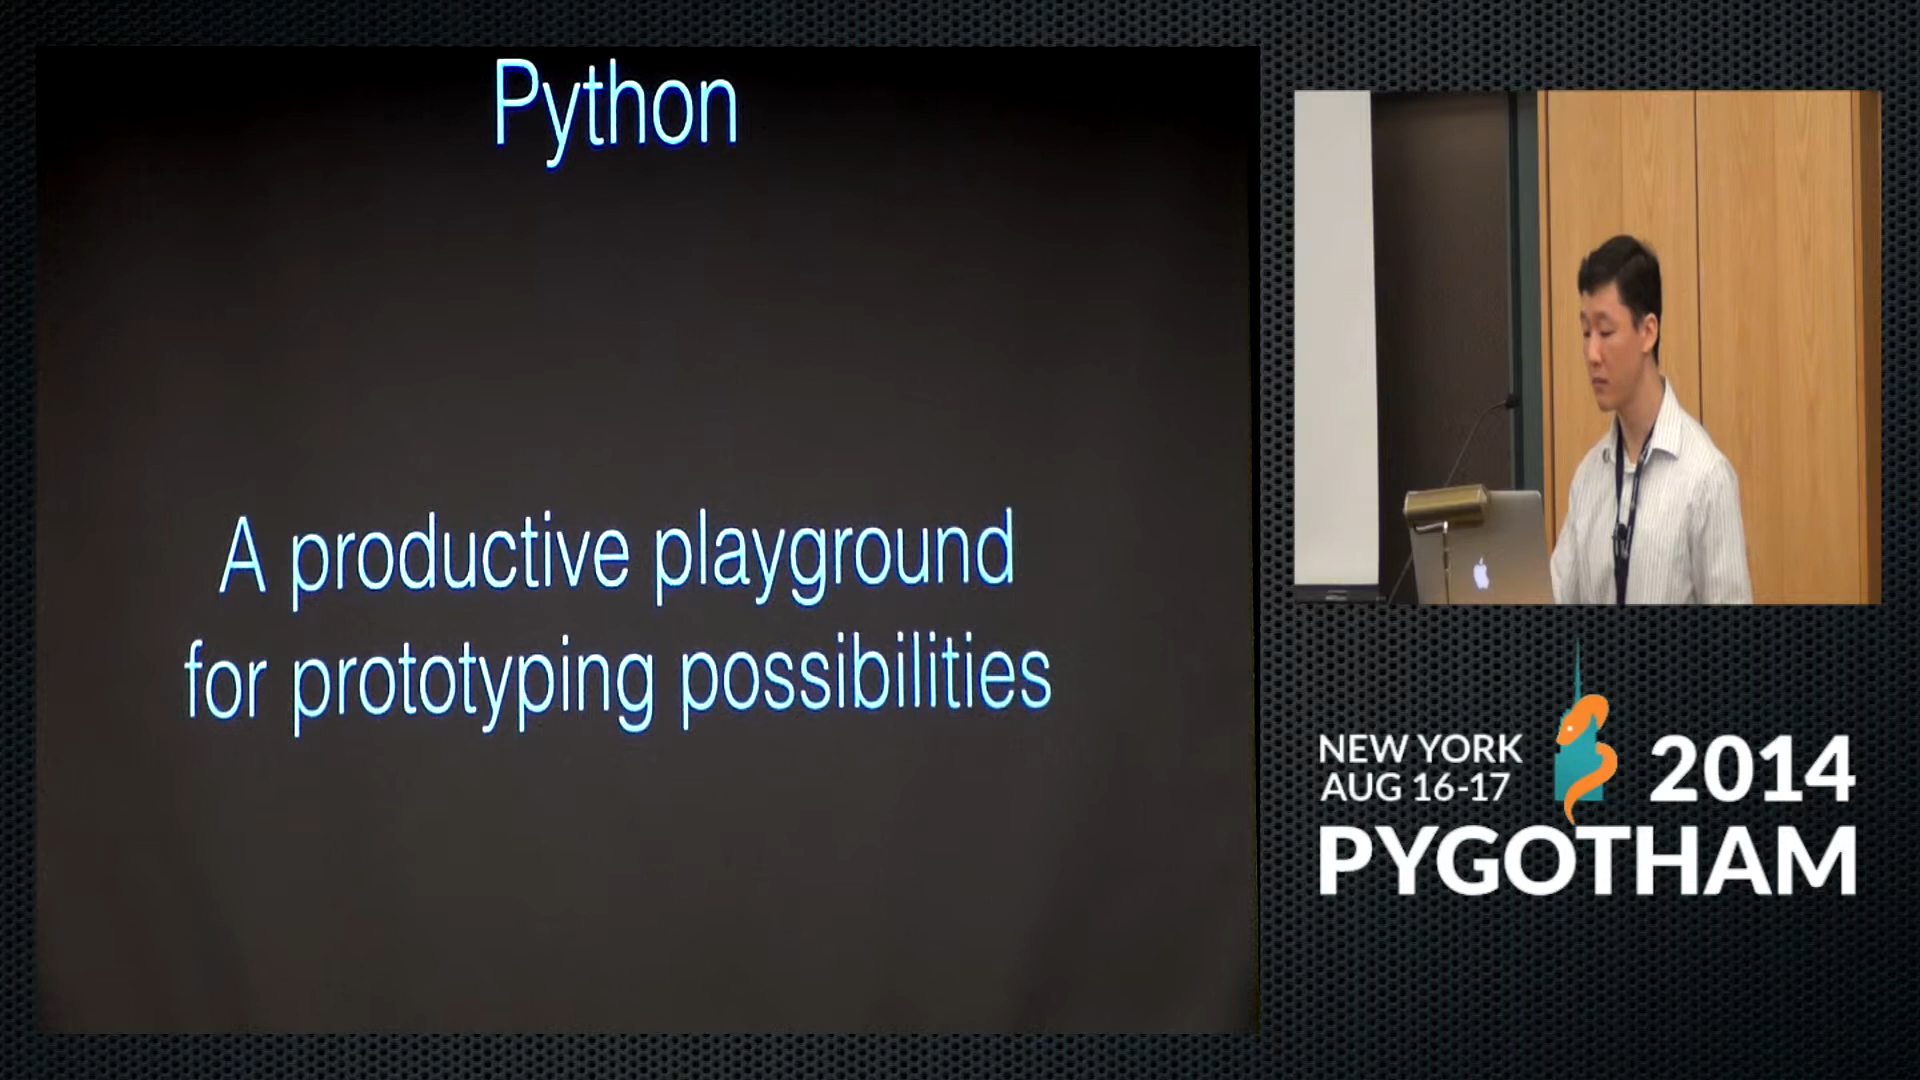 Python
A productive playground
for prototyping possibilities
NEW YORK
AUG 16-17
2014
PYGOTHAM